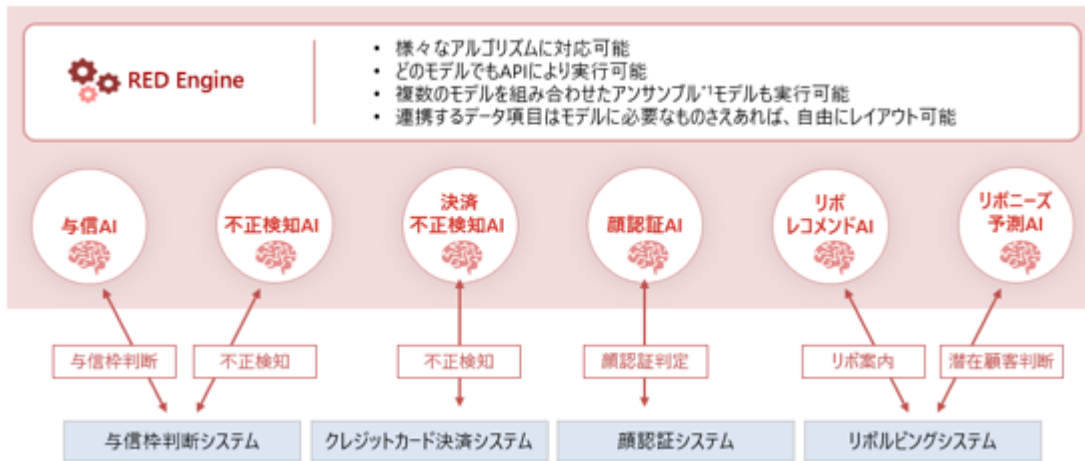 RED Engine
• 様々なアルゴリズムに対応可能
• どのモデルでもAPIにより実行可能
• 複数のモデルを組み合わせたアンサンブル*1モデルも実行可能
• 連携するデータ項目はモデルに必要なものさえあれば、自由にレイアウト可能
与信AI
不正検知AI
決済
不正検知AI
顔認証AI
リボ
レコメンドAI
リボニーズ
予測AI
与信枠判断
不正検知
不正検知
顔認証判定
リボ案内
潜在顧客判断
与信枠判断システム
クレジットカード決済システム
顔認証システム
リボルビングシステム